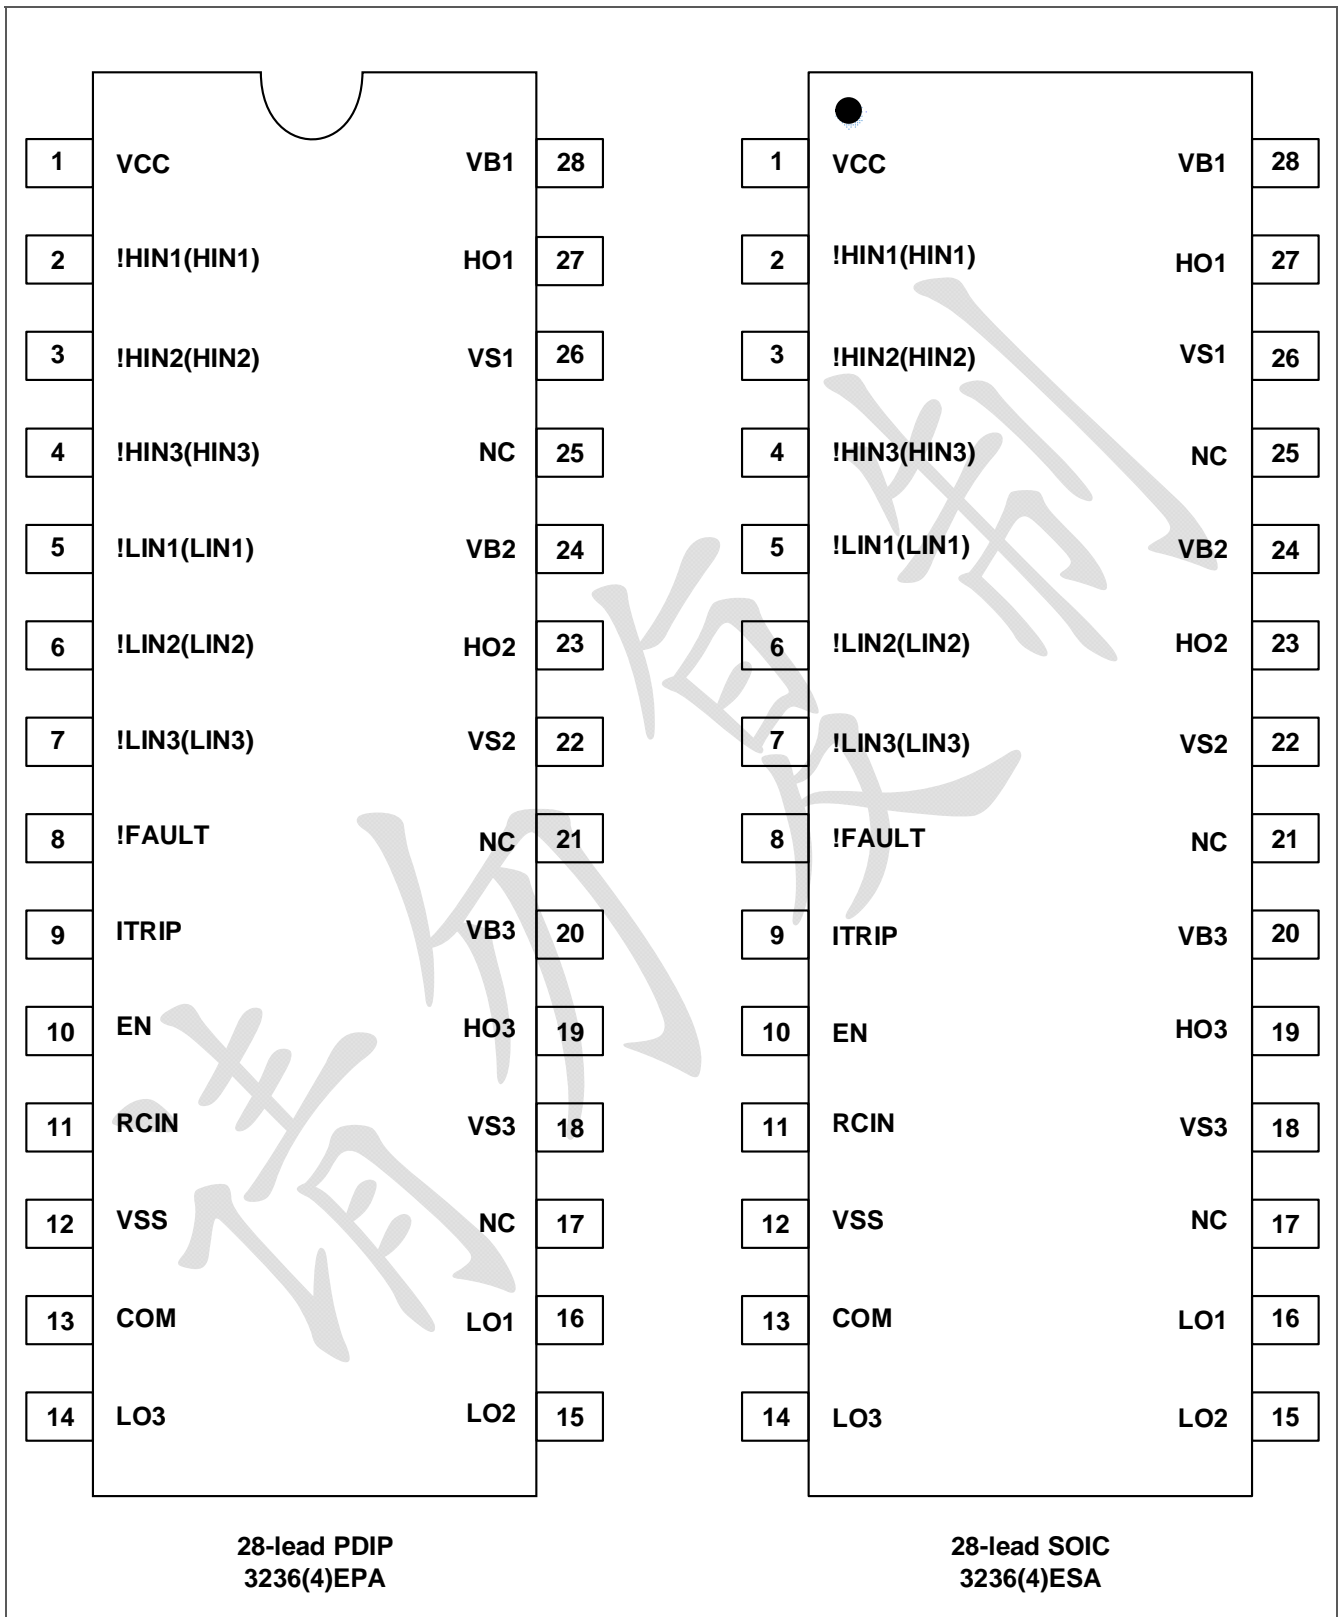 1 VCC VB1 28
2 !HIN1(HIN1) HO1 27
3 !HIN2(HIN2) VS1 26
4 !HIN3(HIN3) NC 25
5 !LIN1(LIN1) VB2 24
6 !LIN2(LIN2) HO2 23
7 !LIN3(LIN3) VS2 22
8 !FAULT NC 21
9 ITRIP VB3 20
10 EN HO3 19
11 RCIN VS3 18
12 VSS NC 17
13 COM LO1 16
14 LO3 LO2 15
28-lead PDIP
3236(4)EPA
1 VCC VB1 28
2 !HIN1(HIN1) HO1 27
3 !HIN2(HIN2) VS1 26
4 !HIN3(HIN3) NC 25
5 !LIN1(LIN1) VB2 24
6 !LIN2(LIN2) HO2 23
7 !LIN3(LIN3) VS2 22
8 !FAULT NC 21
9 ITRIP VB3 20
10 EN HO3 19
11 RCIN VS3 18
12 VSS NC 17
13 COM LO1 16
14 LO3 LO2 15
28-lead SOIC
3236(4)ESA
请勿复制